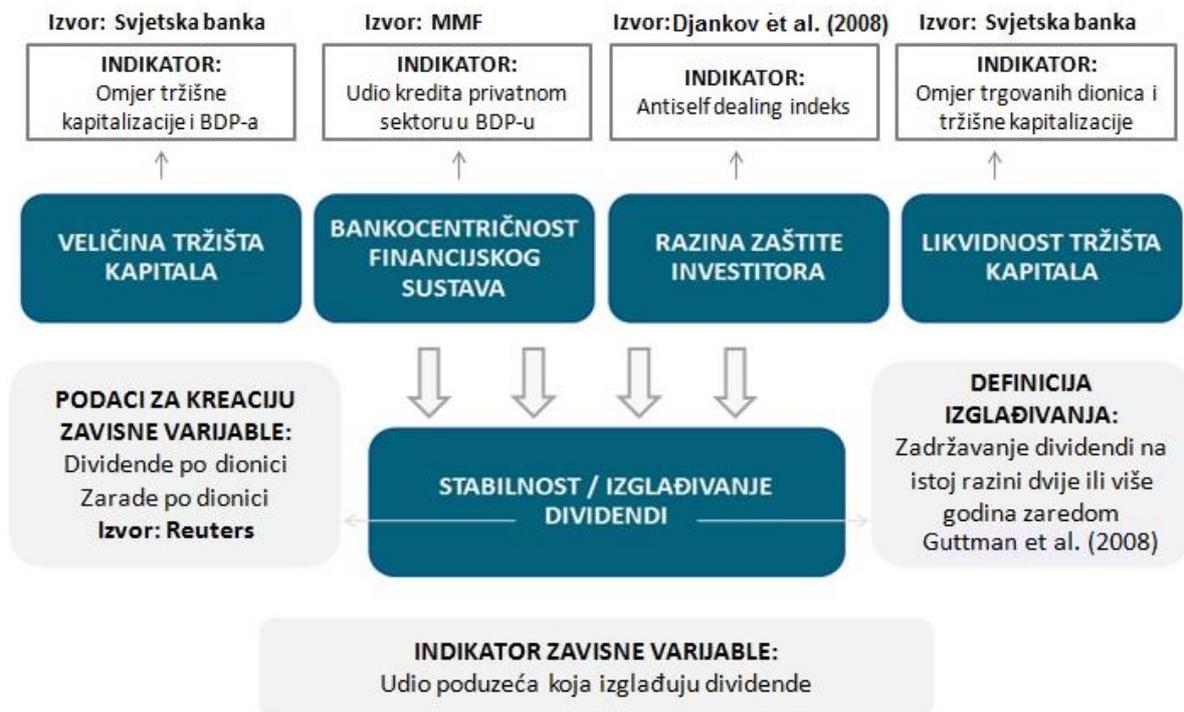 Izvor: Svjetska banka
INDIKATOR:
Omjer tržišne
kapitalizacije i BDP-a
VELIČINA TRŽIŠTA
KAPITALA
Izvor: MMF
INDIKATOR:
Udio kredita privatnom
sektoru u BDP-u
BANKOCENTRIČNOST
FINANCIJSKOG
SUSTAVA
Izvor: Djankov et al. (2008)
INDIKATOR:
Antiself dealing indeks
RAZINA ZAŠTITE
INVESTITORA
Izvor: Svjetska banka
INDIKATOR:
Omjer trgovanih dionica i
tržišne kapitalizacije
LIKVIDNOST TRŽIŠTA
KAPITALA
PODACI ZA KREACIJU
ZAVISNE VARIJABLE:
Dividende po dionici
Zarade po dionici
Izvor: Reuters
STABILNOST / IZGLAĐIVANJE
DIVIDENDI
DEFINICIJA
IZGLAĐIVANJA:
Zadržavanje dividendi na
istoj razini dvije ili više
godina zaredom
Guttman et al. (2008)
INDIKATOR ZAVISNE VARIJABLE:
Udio poduzeća koja izglađuju dividende